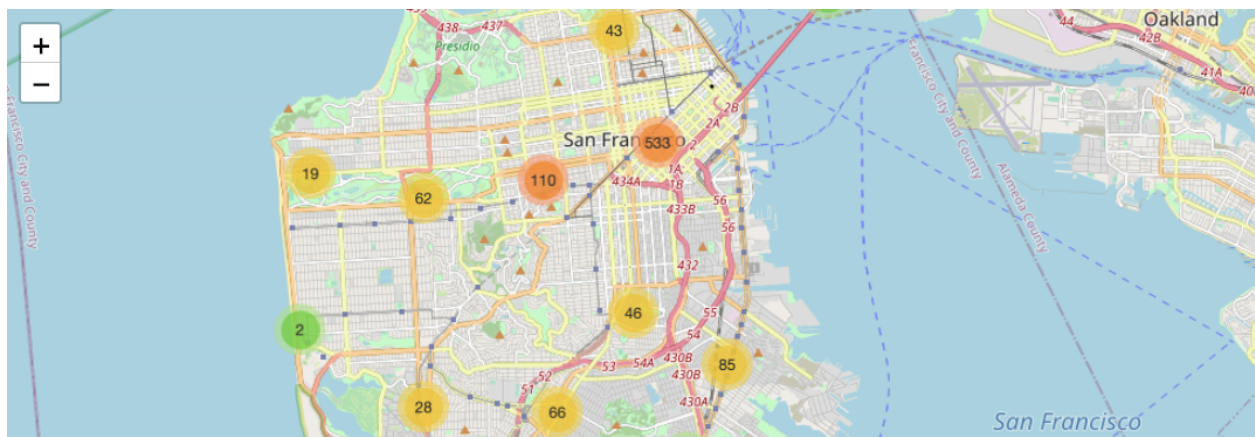 +
−
438
437
Presidio
43
44
Oakland
42B
41A
2B
2A
San Francisco
533
2
19
110
1A
1B
434A
62
433B
56
56
432
Francisco City and County
Alameda County
San Francisco City and County
2
46
55
54
54A
53
52
51
430B
430B
430A
85
28
66
San Francisco